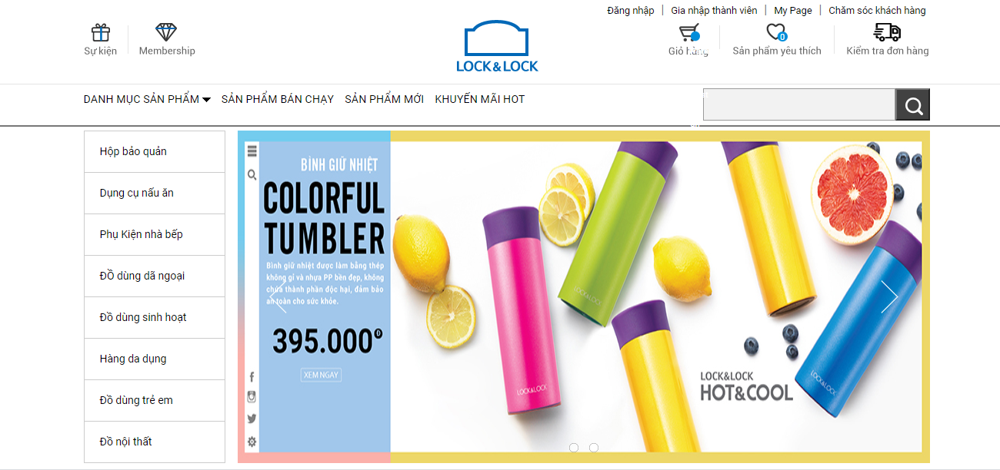 Đăng nhập | Gia nhập thành viên | My Page | Chăm sóc khách hàng
Sự kiện
Membership
LOCK&LOCK
Giỏ hàng
0
Sản phẩm yêu thích
Kiểm tra đơn hàng
DANH MỤC SẢN PHẨM
SẢN PHẨM BÁN CHẠY
SẢN PHẨM MỚI
KHUYẾN MÃI HOT
Hộp bảo quản
Dụng cụ nấu ăn
Phụ Kiện nhà bếp
ĐỒ dùng dã ngoại
Đồ dùng sinh hoạt
Hàng da dụng
Đồ dùng trẻ em
Đồ nội thất
BÌNH GIỮ NHIỆT
COLORFUL
TUMBLER
Bình giữ nhiệt được làm bằng thép
không gỉ và nhựa PP bền đẹp, không
chứa thành phần độc hại, đảm bảo
an toàn cho sức khỏe.
395.000Đ
XEM NGAY
LOCK&LOCK
LOCK&LOCK
LOCK&LOCK
LOCK&LOCK
HOT&COOL